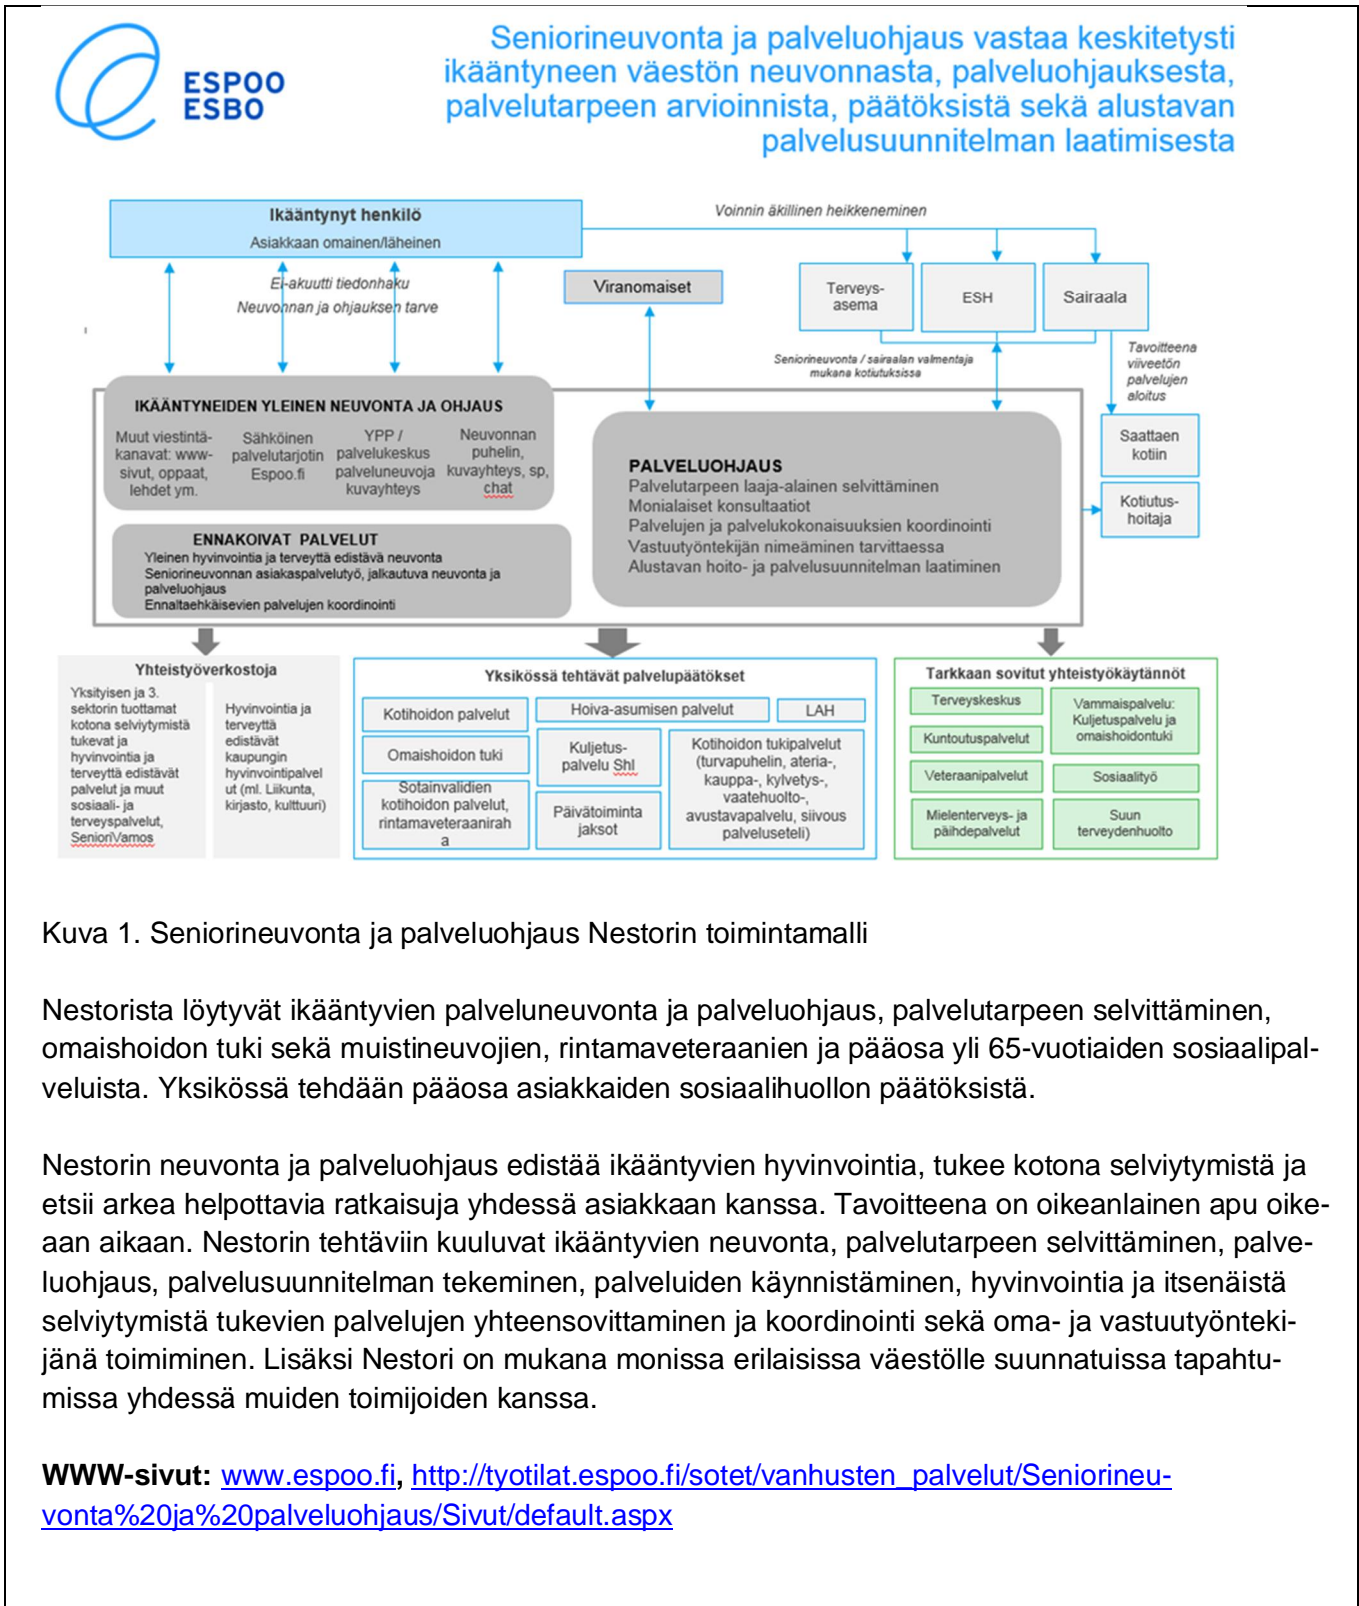 ESPOO
ESBO
Seniorineuvonta ja palveluohjaus vastaa keskitetysti
ikääntyneen väestön neuvonnasta, palveluohjauksesta,
palvelutarpeen arvioinnista, päätöksistä sekä alustavan
palvelusuunnitelman laatimisesta
Ikääntynyt henkilö
Asiakkaan omainen/läheinen
Voinnin äkillinen heikkeneminen
Ei-akuutti tiedonhaku
Neuvonnan ja ohjauksen tarve
Viranomaiset
Terveys-
asema
ESH
Sairaala
Seniorineuvonta / sairaalan valmentaja
mukana kotiutuksissa
Tavoitteena
viiveetön
palvelujen
aloitus
IKÄÄNTYNEIDEN YLEINEN NEUVONTA JA OHJAUS
Muut viestintä-
kanavat: www-
sivut, oppaat,
lehdet ym.
Sähköinen
palvelutarjotin
Espoo.fi
YPP /
palvelukeskus
palveluneuvoja
kuvayhteys
Neuvonnan
puhelin,
kuvayhteys, sp,
chat
PALVELUOHJAUS
Palvelutarpeen laaja-alainen selvittäminen
Monialaiset konsultaatiot
Palvelujen ja palvelukokonaisuuksien koordinointi
Vastuutyöntekijän nimeäminen tarvittaessa
Alustavan hoito- ja palvelusuunnitelman laatiminen
Saattaen
kotiin
Kotiutus-
hoitaja
ENNAKOIVAT PALVELUT
Yleinen hyvinvointia ja terveyttä edistävä neuvonta
Seniorineuvonnan asiakaspalvelutyö, jalkautuva neuvonta ja
palveluohjaus
Ennaltaehkäisevien palvelujen koordinointi
Yhteistyöverkostoja
Yksityisen ja 3.
sektorin tuottamat
kotona selviytymistä
tukevat ja
hyvinvointia ja
terveyttä edistävät
palvelut ja muut
sosiaali- ja
terveyspalvelut,
SenioriVamos
Hyvinvointia ja
terveyttä
edistävät
kaupungin
hyvinvointipalvel
ut (ml. Liikunta,
kirjasto, kulttuuri)
Yksikössä tehtävät palvelupäätökset
Kotihoidon palvelut
Omaishoidon tuki
Sotainvalidien
kotihoidon palvelut,
rintamaveteraanirah
a
Hoiva-asumisen palvelut
LAH
Kuljetus-
palvelu Shl
Päivätoiminta
jaksot
Kotihoidon tukipalvelut
(turvapuhelin, ateria-,
kauppa-, kylvetys-,
vaatehuolto-,
avustavapalvelu, siivous
palveluseteli)
Tarkkaan sovitut yhteistyökäytännöt
Terveyskeskus
Kuntoutuspalvelut
Veteraanipalvelut
Mielenterveys- ja
päihdepalvelut
Vammaispalvelu:
Kuljetuspalvelu ja
omaishoidontuki
Sosiaalityö
Suun
terveydenhuolto
Kuva 1. Seniorineuvonta ja palveluohjaus Nestorin toimintamalli
Nestorista löytyvät ikääntyvien palveluneuvonta ja palveluohjaus, palvelutarpeen selvittäminen,
omaishoidon tuki sekä muistineuvojien, rintamaveteraanien ja pääosa yli 65-vuotiaiden sosiaalipal-
veluista. Yksikössä tehdään pääosa asiakkaiden sosiaalihuollon päätöksistä.
Nestorin neuvonta ja palveluohjaus edistää ikääntyvien hyvinvointia, tukee kotona selviytymistä ja
etsii arkea helpottavia ratkaisuja yhdessä asiakkaan kanssa. Tavoitteena on oikeanlainen apu oike-
aan aikaan. Nestorin tehtäviin kuuluvat ikääntyvien neuvonta, palvelutarpeen selvittäminen, palve-
luohjaus, palvelusuunnitelman tekeminen, palveluiden käynnistäminen, hyvinvointia ja itsenäistä
selviytymistä tukevien palvelujen yhteensovittaminen ja koordinointi sekä oma- ja vastuutyönteki-
jänä toimiminen. Lisäksi Nestori on mukana monissa erilaisissa väestölle suunnatuissa tapahtu-
missa yhdessä muiden toimijoiden kanssa.
WWW-sivut: www.espoo.fi, http://tyotilat.espoo.fi/sotet/vanhusten_palvelut/Seniorineu-
vonta%20ja%20palveluohjaus/Sivut/default.aspx